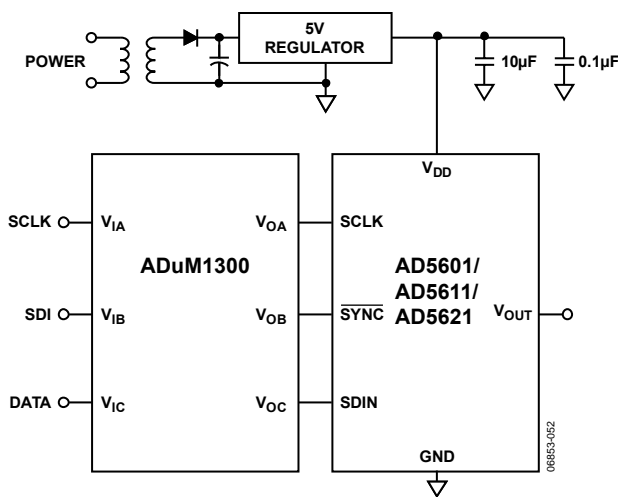 5V
REGULATOR
POWER
10µF
0.1µF
VDD
SCLK
VIA
VOA
SCLK
ADuM1300
AD5601/
AD5611/
AD5621
SDI
VIB
VOB
SYNC
VOUT
DATA
VIC
VOC
SDIN
GND
06853-052